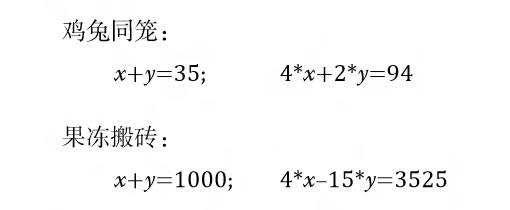 鸡兔同笼：
x+y=35; 4*x+2*y=94
果冻搬砖：
x+y=1000; 4*x–15*y=3525